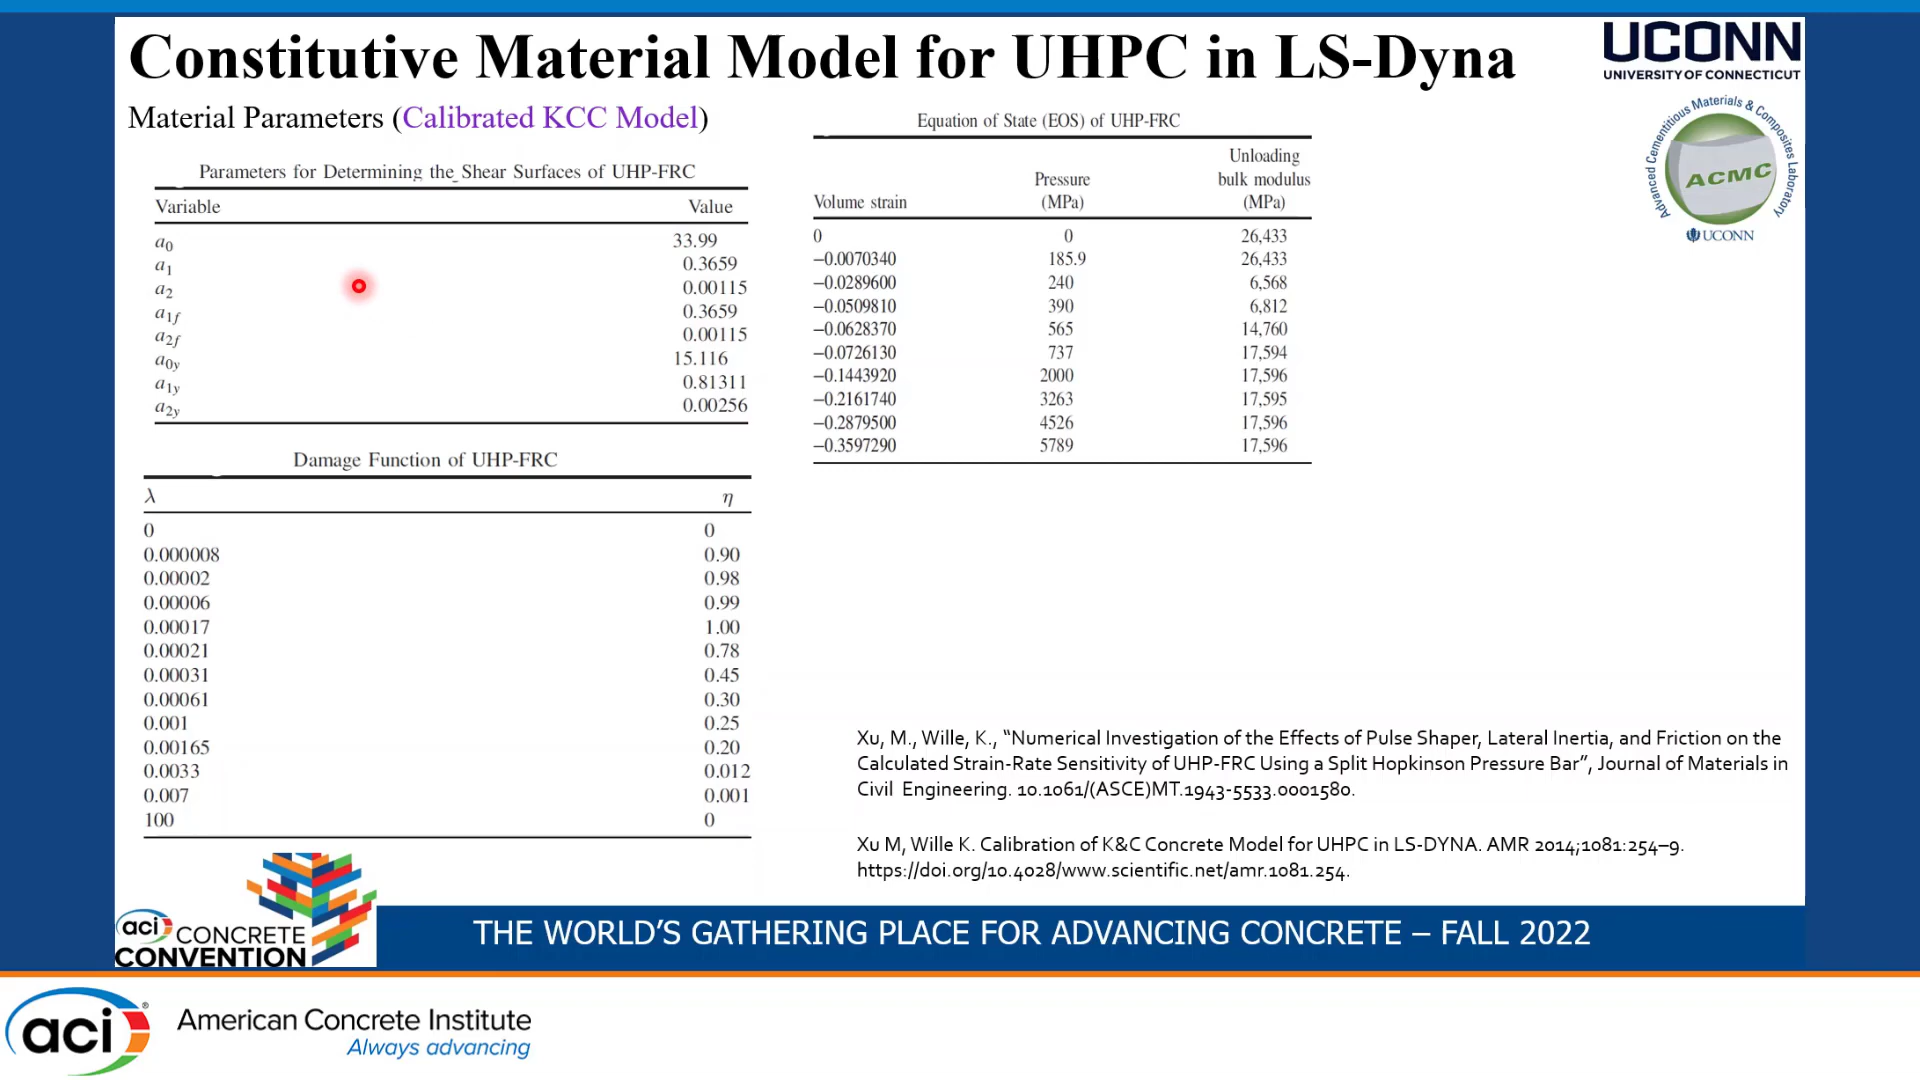 Constitutive Material Model for UHPC in LS-Dyna
UCONN
UNIVERSITY OF CONNECTICUT
Material Parameters (Calibrated KCC Model)
Advanced Cementitious Materials & Composites Laboratory
ACMC
UCONN
Parameters for Determining the Shear Surfaces of UHP-FRC
Variable Value
a0 33.99
a1 0.3659
a2 0.00115
a1f 0.3659
a2f 0.00115
a0y 15.116
a1y 0.81311
a2y 0.00256
Damage Function of UHP-FRC
λ η
0 0
0.000008 0.90
0.00002 0.98
0.00006 0.99
0.00017 1.00
0.00021 0.78
0.00031 0.45
0.00061 0.30
0.001 0.25
0.00165 0.20
0.0033 0.012
0.007 0.001
100 0
Equation of State (EOS) of UHP-FRC
Unloading
Pressure bulk modulus
Volume strain (MPa) (MPa)
0 0 26,433
−0.0070340 185.9 26,433
−0.0289600 240 6,568
−0.0509810 390 6,812
−0.0628370 565 14,760
−0.0726130 737 17,594
−0.1443920 2000 17,596
−0.2161740 3263 17,595
−0.2879500 4526 17,596
−0.3597290 5789 17,596
Xu, M., Wille, K., “Numerical Investigation of the Effects of Pulse Shaper, Lateral Inertia, and Friction on the
Calculated Strain-Rate Sensitivity of UHP-FRC Using a Split Hopkinson Pressure Bar”, Journal of Materials in
Civil Engineering. 10.1061/(ASCE)MT.1943-5533.0001580.
Xu M, Wille K. Calibration of K&C Concrete Model for UHPC in LS-DYNA. AMR 2014;1081:254–9.
https://doi.org/10.4028/www.scientific.net/amr.1081.254.
aci CONCRETE
CONVENTION
THE WORLD’S GATHERING PLACE FOR ADVANCING CONCRETE – FALL 2022
aci®
American Concrete Institute
Always advancing